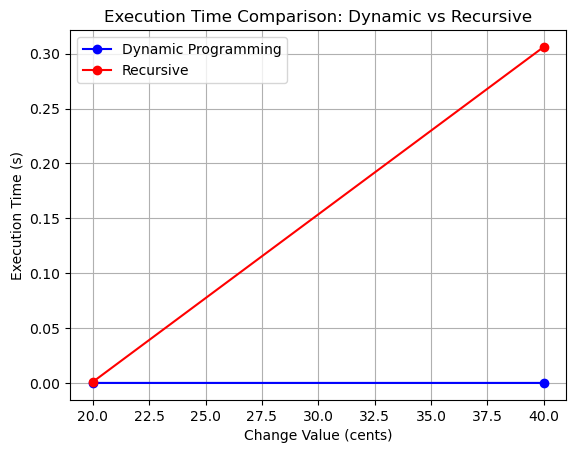 Execution Time Comparison: Dynamic vs Recursive
Dynamic Programming
Recursive
Execution Time (s)
0.30
0.25
0.20
0.15
0.10
0.05
0.00
20.0 22.5 25.0 27.5 30.0 32.5 35.0 37.5 40.0
Change Value (cents)